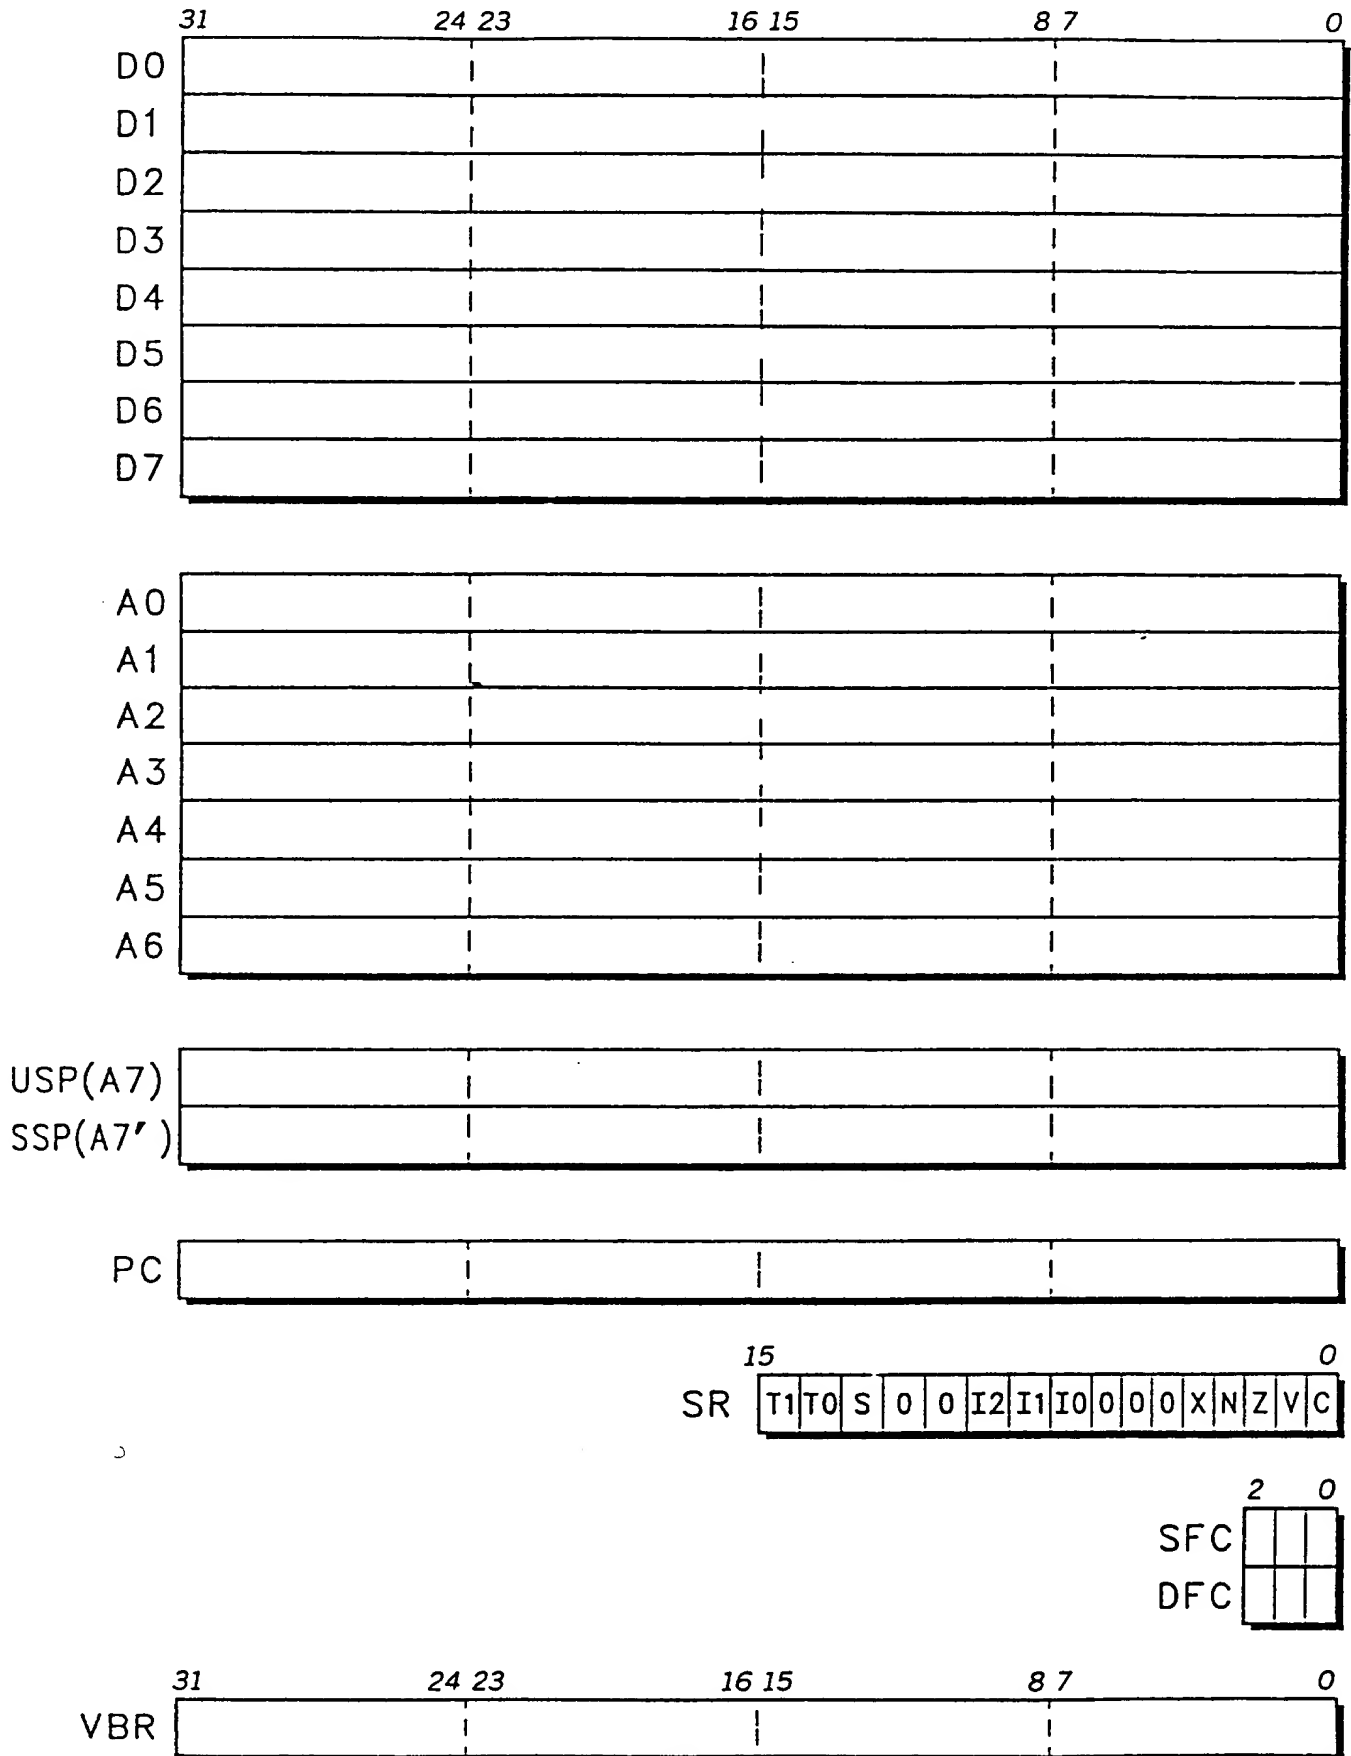 31 24 23 16 15 8 7 0
D0
D1
D2
D3
D4
D5
D6
D7
A0
A1
A2
A3
A4
A5
A6
USP(A7)
SSP(A7')
PC
15 0
SR T1 T0 S 0 0 I2 I1 I0 0 0 0 X N Z V C
2 0
SFC
DFC
31 24 23 16 15 8 7 0
VBR